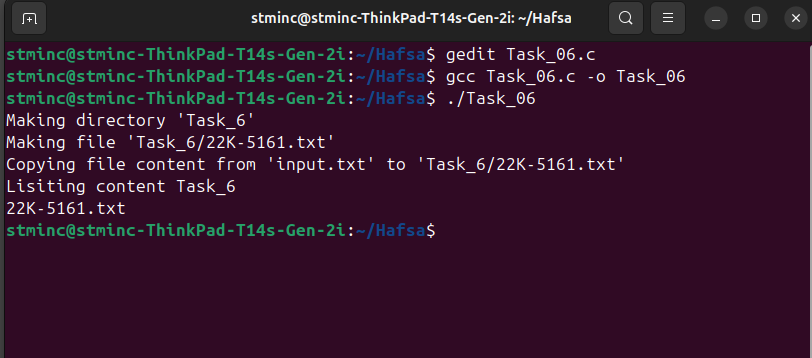 stminc@stminc-ThinkPad-T14s-Gen-2i: ~/Hafsa
stminc@stminc-ThinkPad-T14s-Gen-2i:~/Hafsa$ gedit Task_06.c
stminc@stminc-ThinkPad-T14s-Gen-2i:~/Hafsa$ gcc Task_06.c -o Task_06
stminc@stminc-ThinkPad-T14s-Gen-2i:~/Hafsa$ ./Task_06
Making directory 'Task_6'
Making file 'Task_6/22K-5161.txt'
Copying file content from 'input.txt' to 'Task_6/22K-5161.txt'
Lisiting content Task_6
22K-5161.txt
stminc@stminc-ThinkPad-T14s-Gen-2i:~/Hafsa$